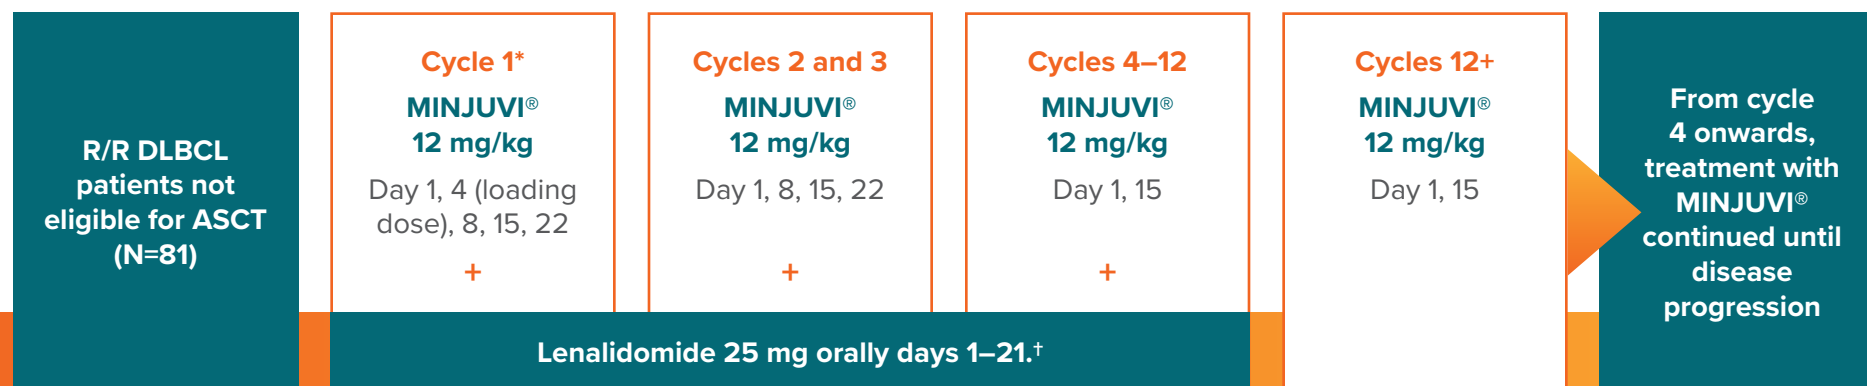 R/R DLBCL
patients not
eligible for ASCT
(N=81)
Cycle 1*
MINJUVI®
12 mg/kg
Day 1, 4 (loading
dose), 8, 15, 22
+
Cycles 2 and 3
MINJUVI®
12 mg/kg
Day 1, 8, 15, 22
+
Cycles 4–12
MINJUVI®
12 mg/kg
Day 1, 15
+
Lenalidomide 25 mg orally days 1–21.†
Cycles 12+
MINJUVI®
12 mg/kg
Day 1, 15
From cycle
4 onwards,
treatment with
MINJUVI®
continued until
disease
progression